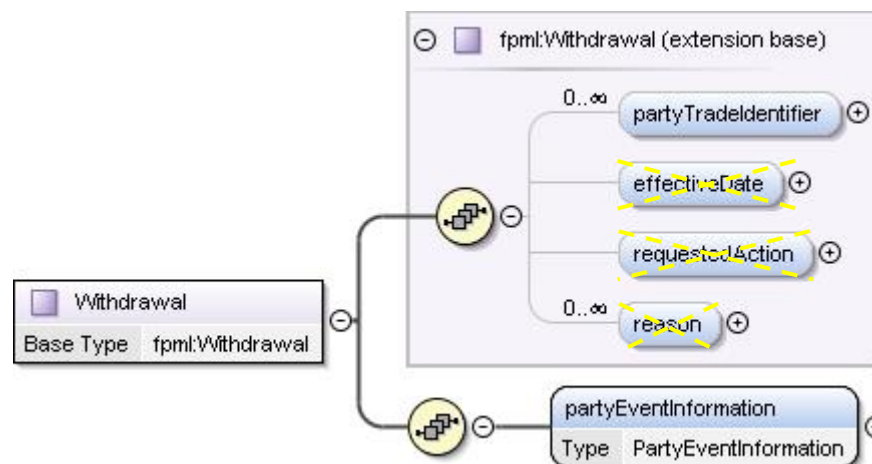 fpml:Withdrawal (extension base)
0..∞
partyTradeIdentifier
effectiveDate
requestedAction
0..∞
reason
Withdrawal
Base Type fpml:Withdrawal
partyEventInformation
Type PartyEventInformation